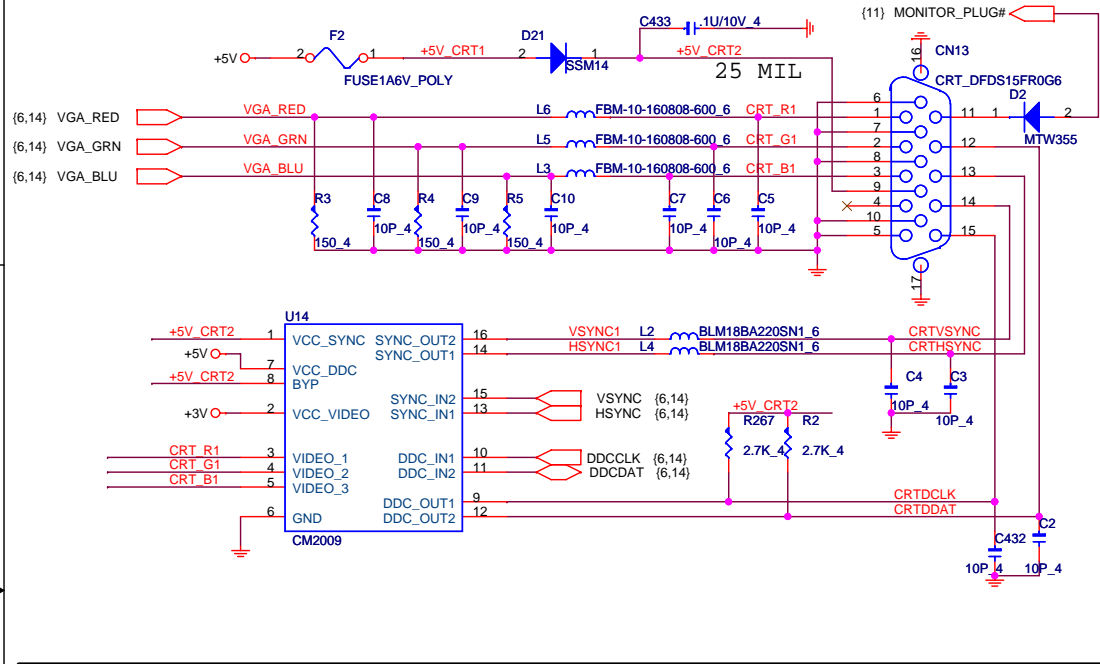 {11} MONITOR_PLUG#
C433 .1U/10V_4
F2
D21
+5V 2 1 +5V_CRT1 2 1 +5V_CRT2
SSM14
FUSE1A6V_POLY
25 MIL
16
CN13
CRT_DFDS15FR0G6
D2
{6,14} VGA_RED VGA_RED L6 FBM-10-160808-600_6 CRT_R1
{6,14} VGA_GRN VGA_GRN L5 FBM-10-160808-600_6 CRT_G1
{6,14} VGA_BLU VGA_BLU L3 FBM-10-160808-600_6 CRT_B1
6
1 11 1 2
MTW355
7
2 12
8
3 13
9
4 14
10
5 15
17
R3 C8 R4 C9 R5 C10 C7 C6 C5
10P_4 10P_4 10P_4 10P_4
150_4 150_4 150_4 10P_4 10P_4
U14
+5V_CRT2 1 VCC_SYNC SYNC_OUT2 16 VSYNC1 L2 BLM18BA220SN1_6 CRTVSYNC
SYNC_OUT1 14 HSYNC1 L4 BLM18BA220SN1_6 CRTHSYNC
+5V 7 VCC_DDC
+5V_CRT2 8 BYP
SYNC_IN2 15 VSYNC {6,14}
+3V 2 VCC_VIDEO SYNC_IN1 13 HSYNC {6,14}
C4 C3
10P_4
10P_4
+5V_CRT2
R267 R2
2.7K_4 2.7K_4
CRT_R1 3 VIDEO_1 DDC_IN1 10 DDCCLK {6,14}
CRT_G1 4 VIDEO_2 DDC_IN2 11 DDCDAT {6,14}
CRT_B1 5 VIDEO_3
DDC_OUT1 9 CRTDCLK
6 GND DDC_OUT2 12 CRTDDAT
CM2009
C432 C2
10P_4 10P_4